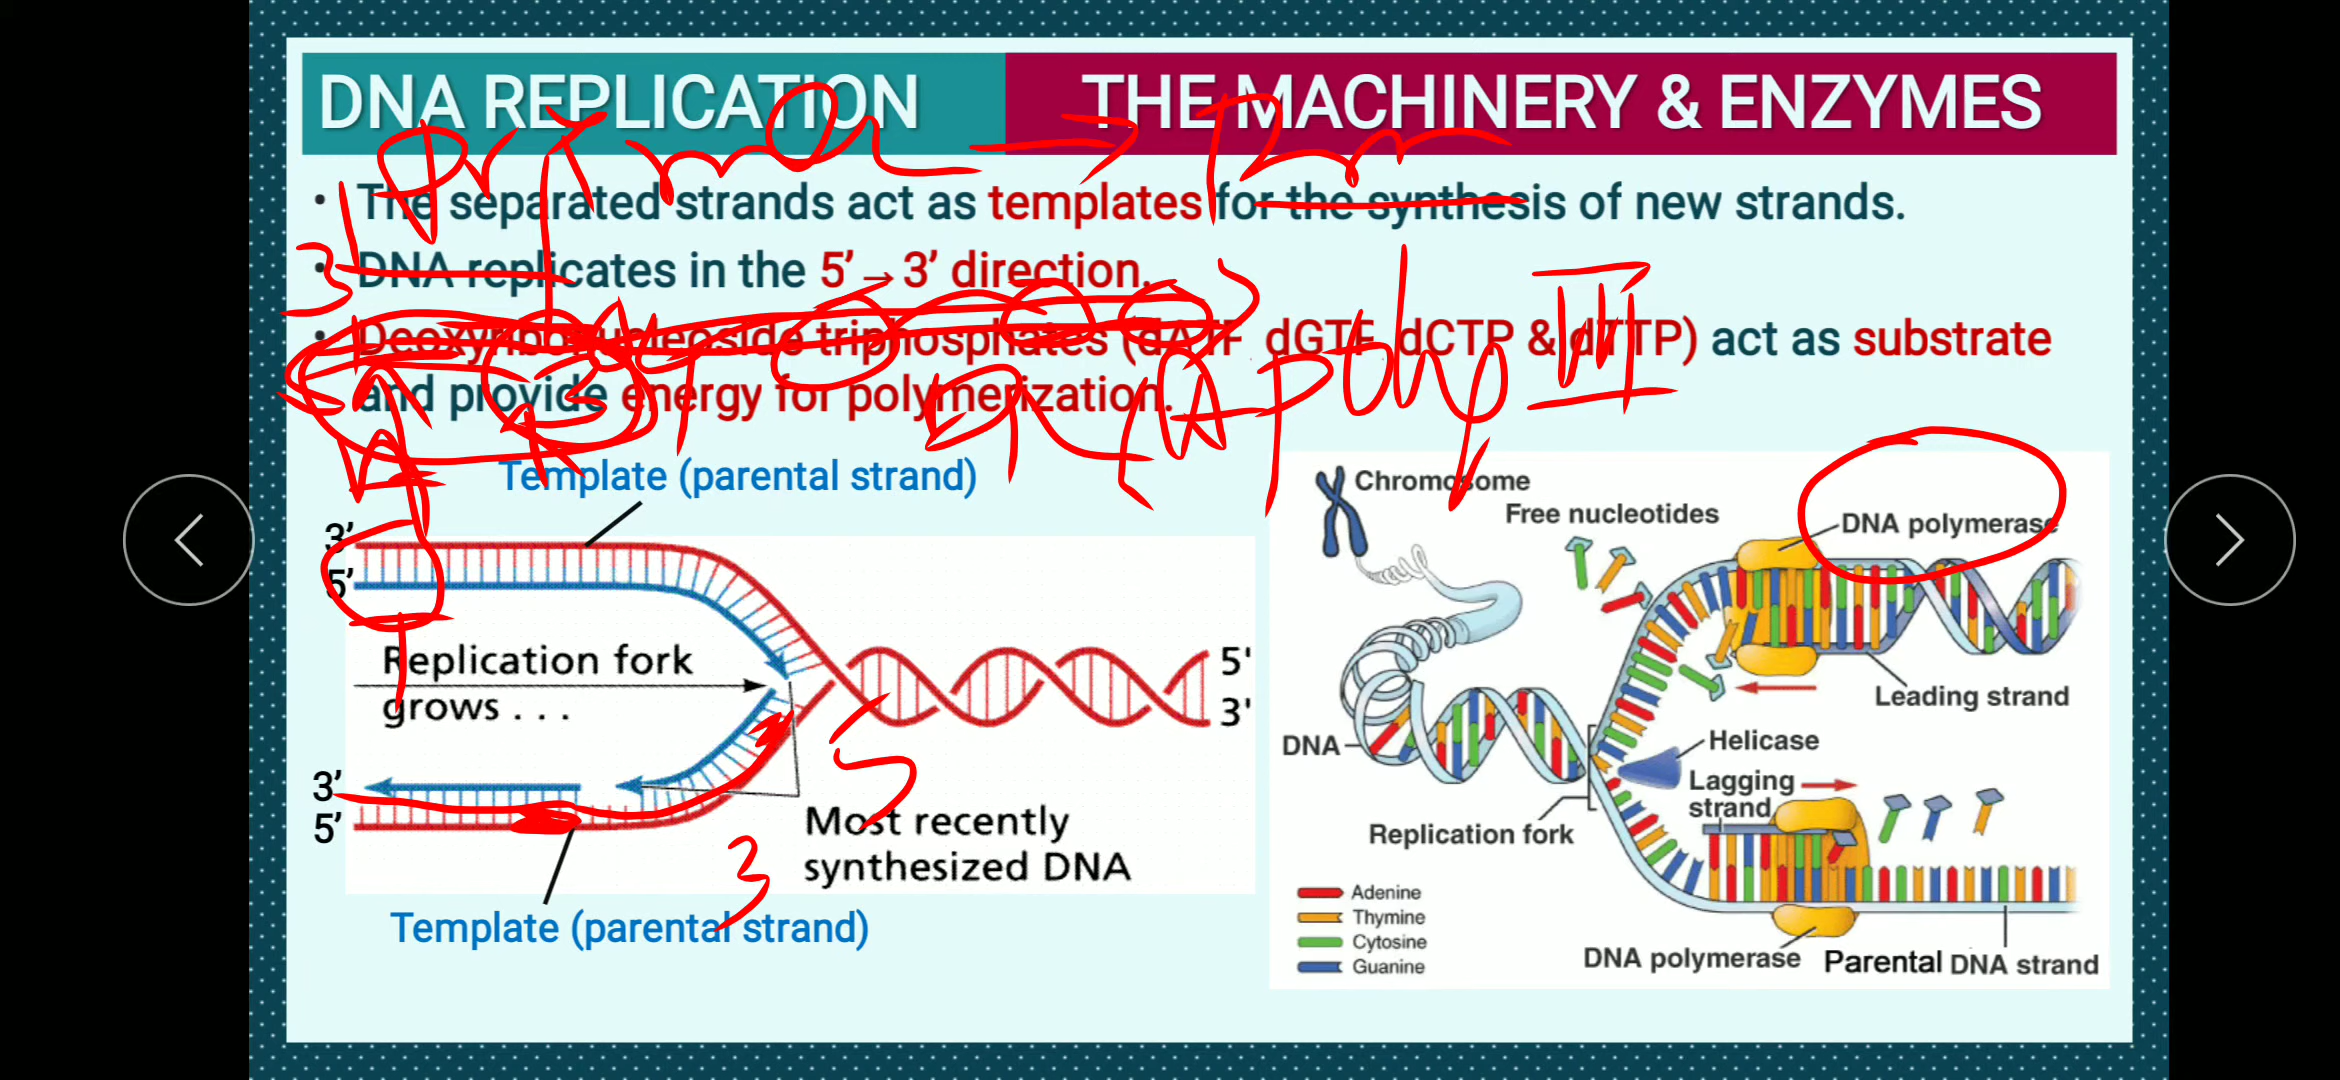 DNA REPLICATION
THE MACHINERY & ENZYMES
• The separated strands act as templates for the synthesis of new strands.
• DNA replicates in the 5’→3’ direction.
• Deoxyribonucleoside triphosphates (dATP dGTP dCTP & dTTP) act as substrate
and provide energy for polymerization.
Template (parental strand)
3’
5’
Replication fork
grows . . .
5'
3'
3’
5’
Most recently
synthesized DNA
Template (parental strand)
Chromosome
Free nucleotides
DNA polymerase
Leading strand
DNA
Helicase
Lagging
strand
Replication fork
Adenine
Thymine
Cytosine
Guanine
DNA polymerase
Parental DNA strand
III
5
3